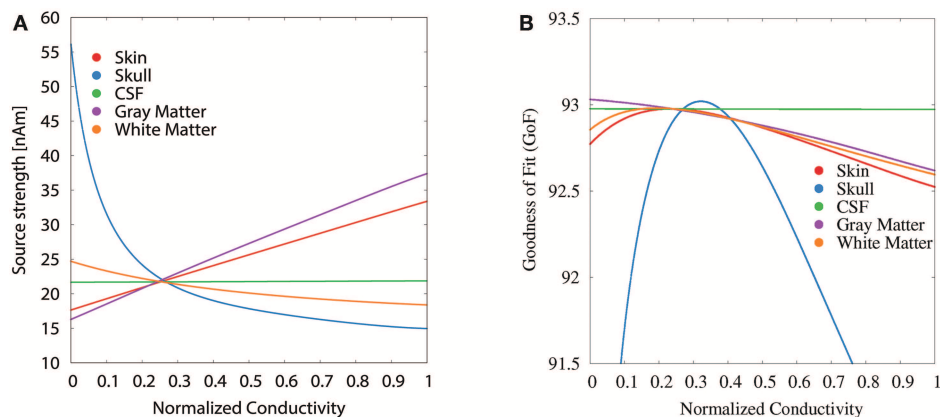 A
60
55
50
45
40
35
30
25
20
15
10
Source strength [nAm]
Skin
Skull
CSF
Gray Matter
White Matter
0 0.1 0.2 0.3 0.4 0.5 0.6 0.7 0.8 0.9 1
Normalized Conductivity
B
93.5
93
92.5
92
91.5
Goodness of Fit (GoF)
Skin
Skull
CSF
Gray Matter
White Matter
0 0.1 0.2 0.3 0.4 0.5 0.6 0.7 0.8 0.9 1
Normalized Conductivity